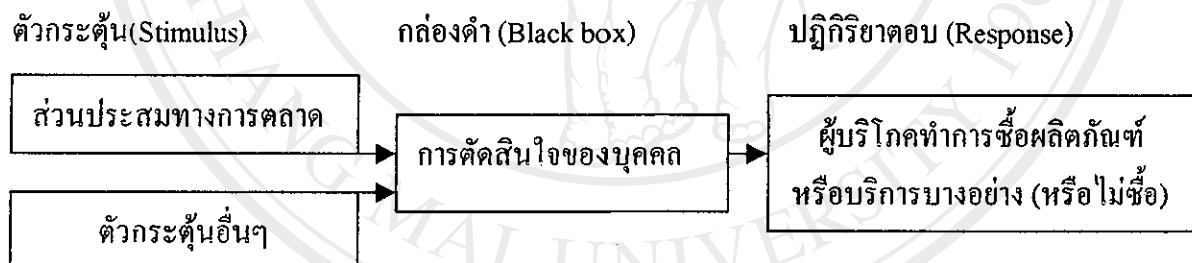 ตัวกระตุ้น(Stimulus)
กล่องดำ (Black box)
ปฏิกิริยาตอบ (Response)
ส่วนประสมทางการตลาด
การตัดสินใจของบุคคล
ผู้บริโภคทำการซื้อผลิตภัณฑ์
หรือบริการบางอย่าง (หรือไม่ซื้อ)
ตัวกระตุ้นอื่นๆ